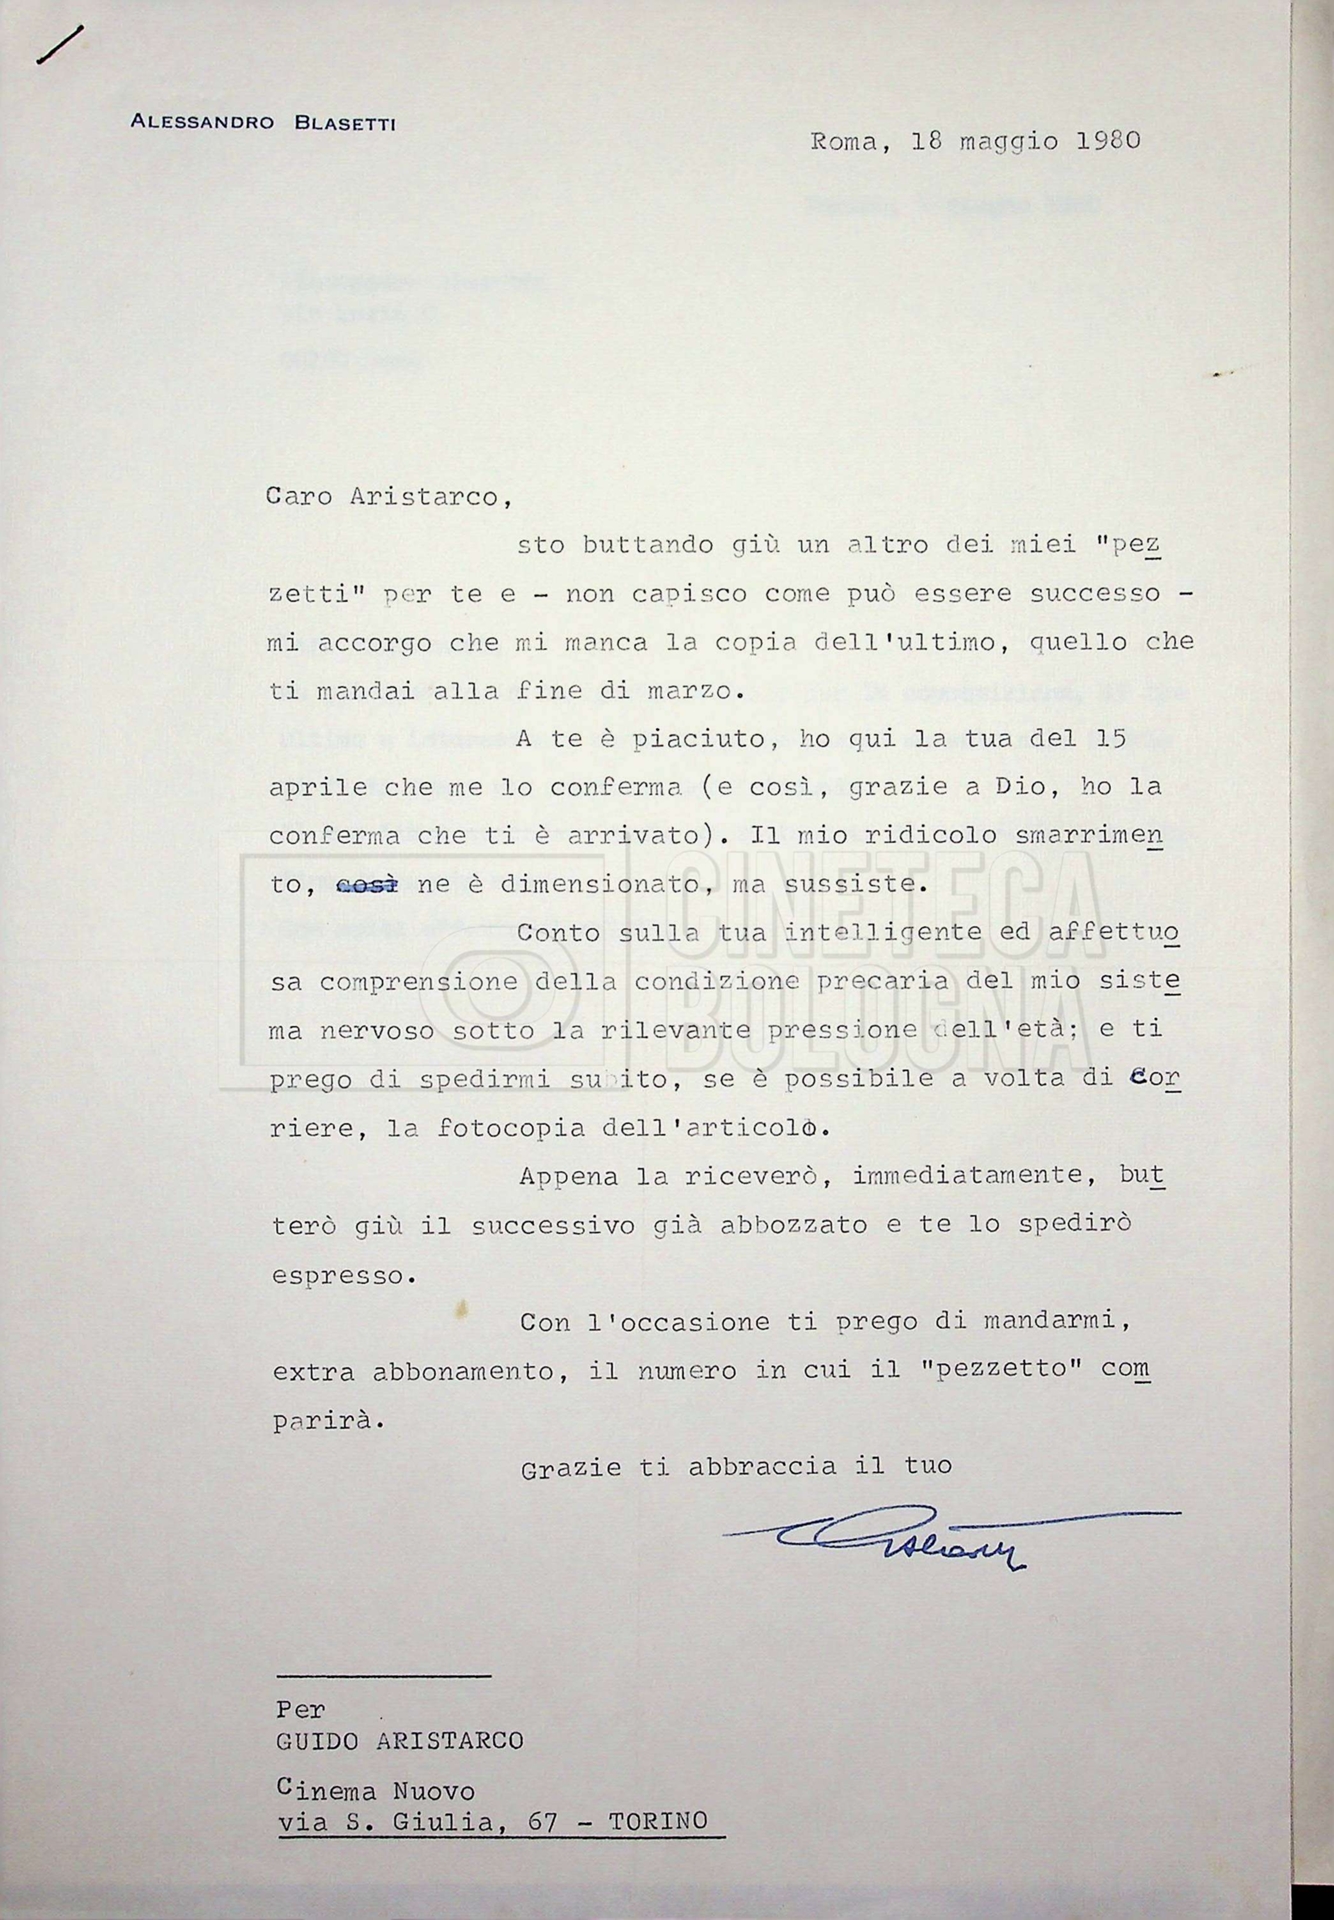 ALESSANDRO BLASETTI
Roma, 18 maggio 1980
Caro Aristarco,
sto buttando giù un altro dei miei "pez
zetti" per te e - non capisco come può essere successo -
mi accorgo che mi manca la copia dell'ultimo, quello che
ti mandai alla fine di marzo.
A te è piaciuto, ho qui la tua del 15
aprile che me lo conferma (e così, grazie a Dio, ho la
conferma che ti è arrivato). Il mio ridicolo smarrimen
to, così ne è dimensionato, ma sussiste.
Conto sulla tua intelligente ed affettuo
sa comprensione della condizione precaria del mio siste
ma nervoso sotto la rilevante pressione dell'età; e ti
prego di spedirmi subito, se è possibile a volta di Cor
riere, la fotocopia dell'articolo.
Appena la riceverò, immediatamente, but
terò giù il successivo già abbozzato e te lo spedirò
espresso.
Con l'occasione ti prego di mandarmi,
extra abbonamento, il numero in cui il "pezzetto" com
parirà.
Grazie ti abbraccia il tuo
Per
GUIDO ARISTARCO
Cinema Nuovo
via S. Giulia, 67 - TORINO
CINETECA
BOLOGNA